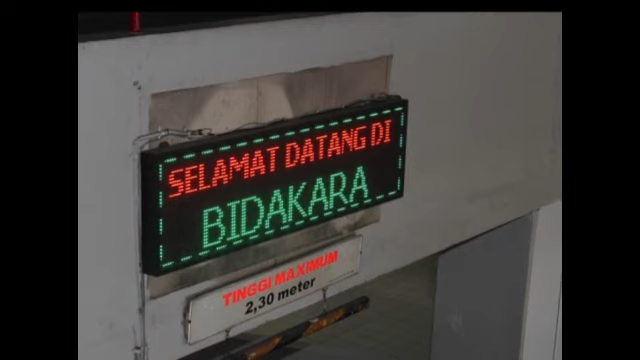 SELAMAT DATANG DI
BIDAKARA
TINGGI MAXIMUM
2,30 meter